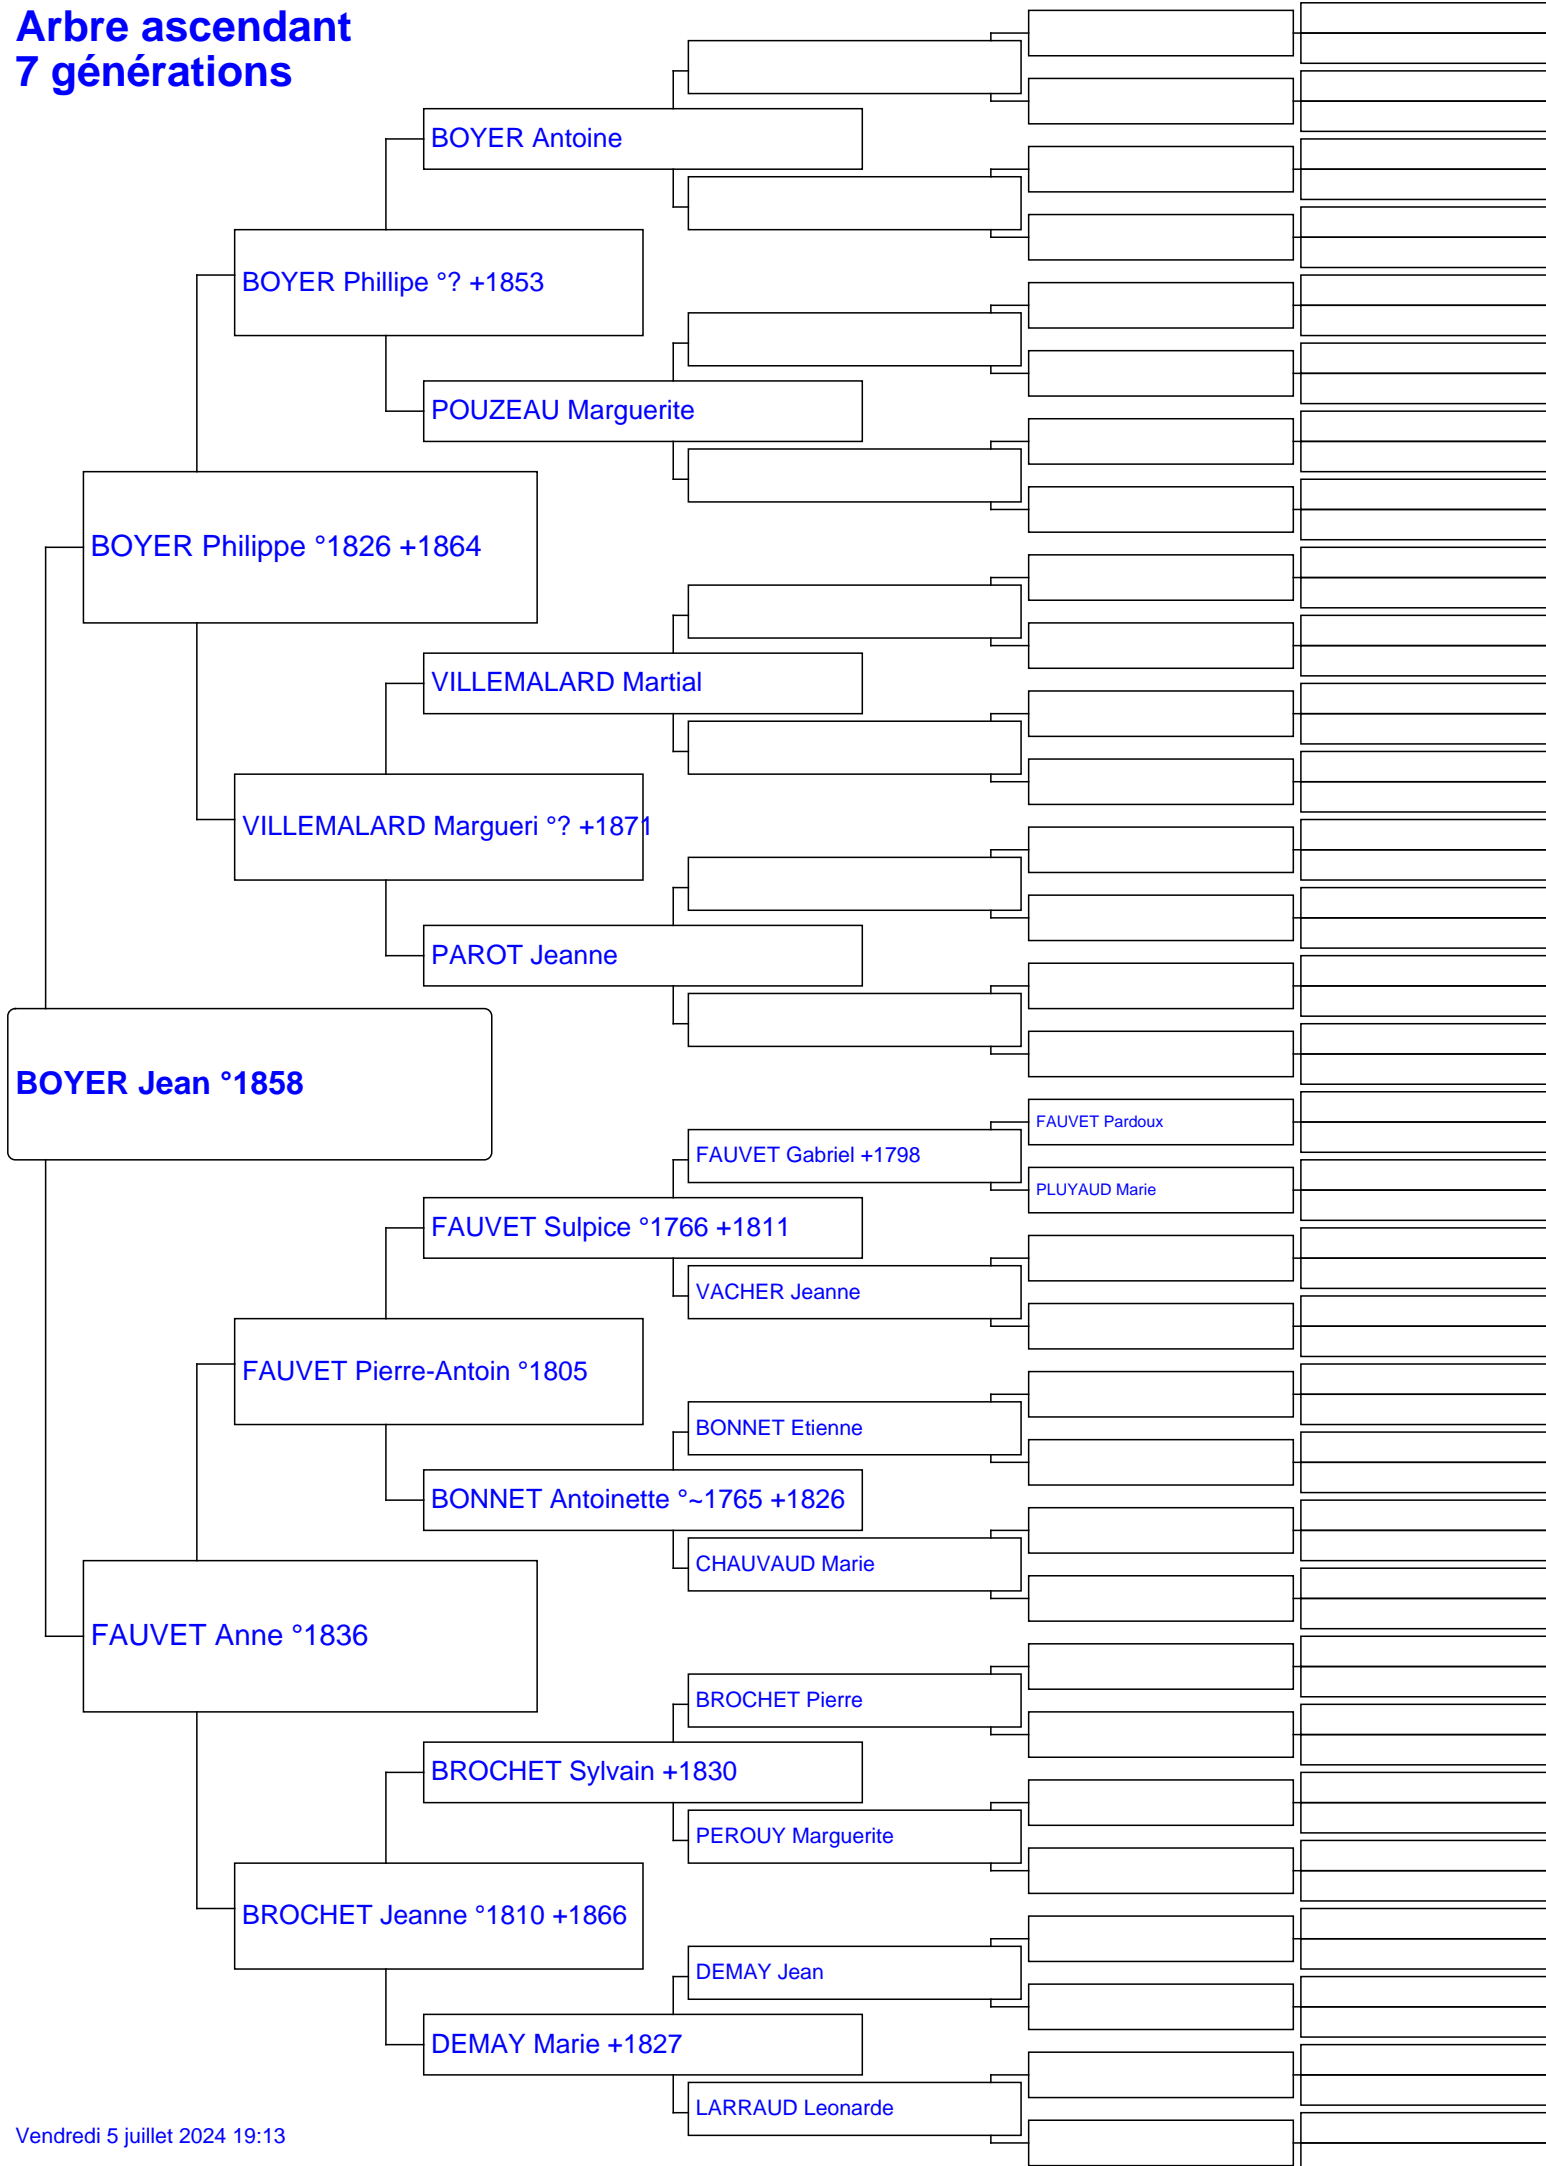 Arbre ascendant
7 générations
BOYER Antoine
BOYER Phillipe °? +1853
POUZEAU Marguerite
BOYER Philippe °1826 +1864
VILLEMALARD Martial
VILLEMALARD Margueri °? +1871
PAROT Jeanne
BOYER Jean °1858
FAUVET Pardoux
FAUVET Gabriel +1798
PLUYAUD Marie
FAUVET Sulpice °1766 +1811
VACHER Jeanne
FAUVET Pierre-Antoin °1805
BONNET Etienne
BONNET Antoinette °~1765 +1826
CHAUVAUD Marie
FAUVET Anne °1836
BROCHET Pierre
BROCHET Sylvain +1830
PEROUY Marguerite
BROCHET Jeanne °1810 +1866
DEMAY Jean
DEMAY Marie +1827
LARRAUD Leonarde
Vendredi 5 juillet 2024 19:13